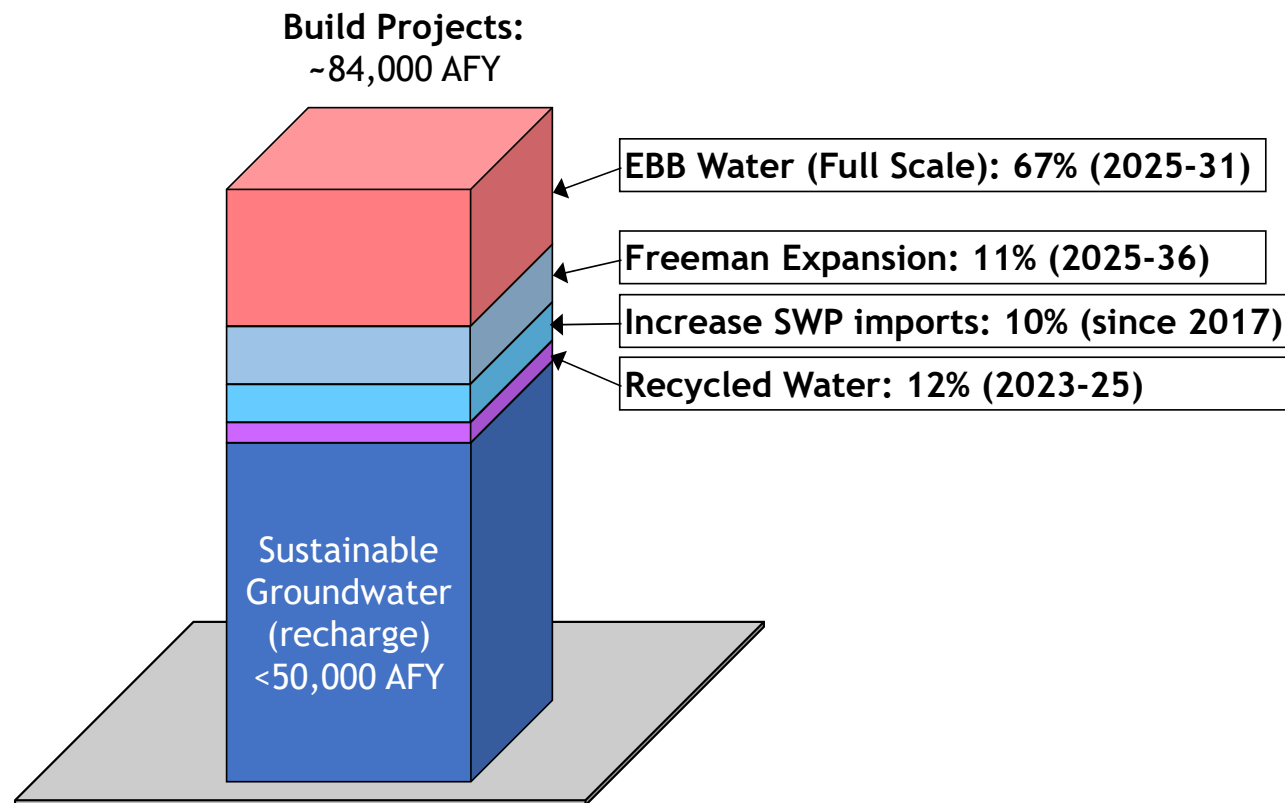 Build Projects:
~84,000 AFY
EBB Water (Full Scale): 67% (2025-31)
Freeman Expansion: 11% (2025-36)
Increase SWP imports: 10% (since 2017)
Recycled Water: 12% (2023-25)
Sustainable
Groundwater
(recharge)
<50,000 AFY